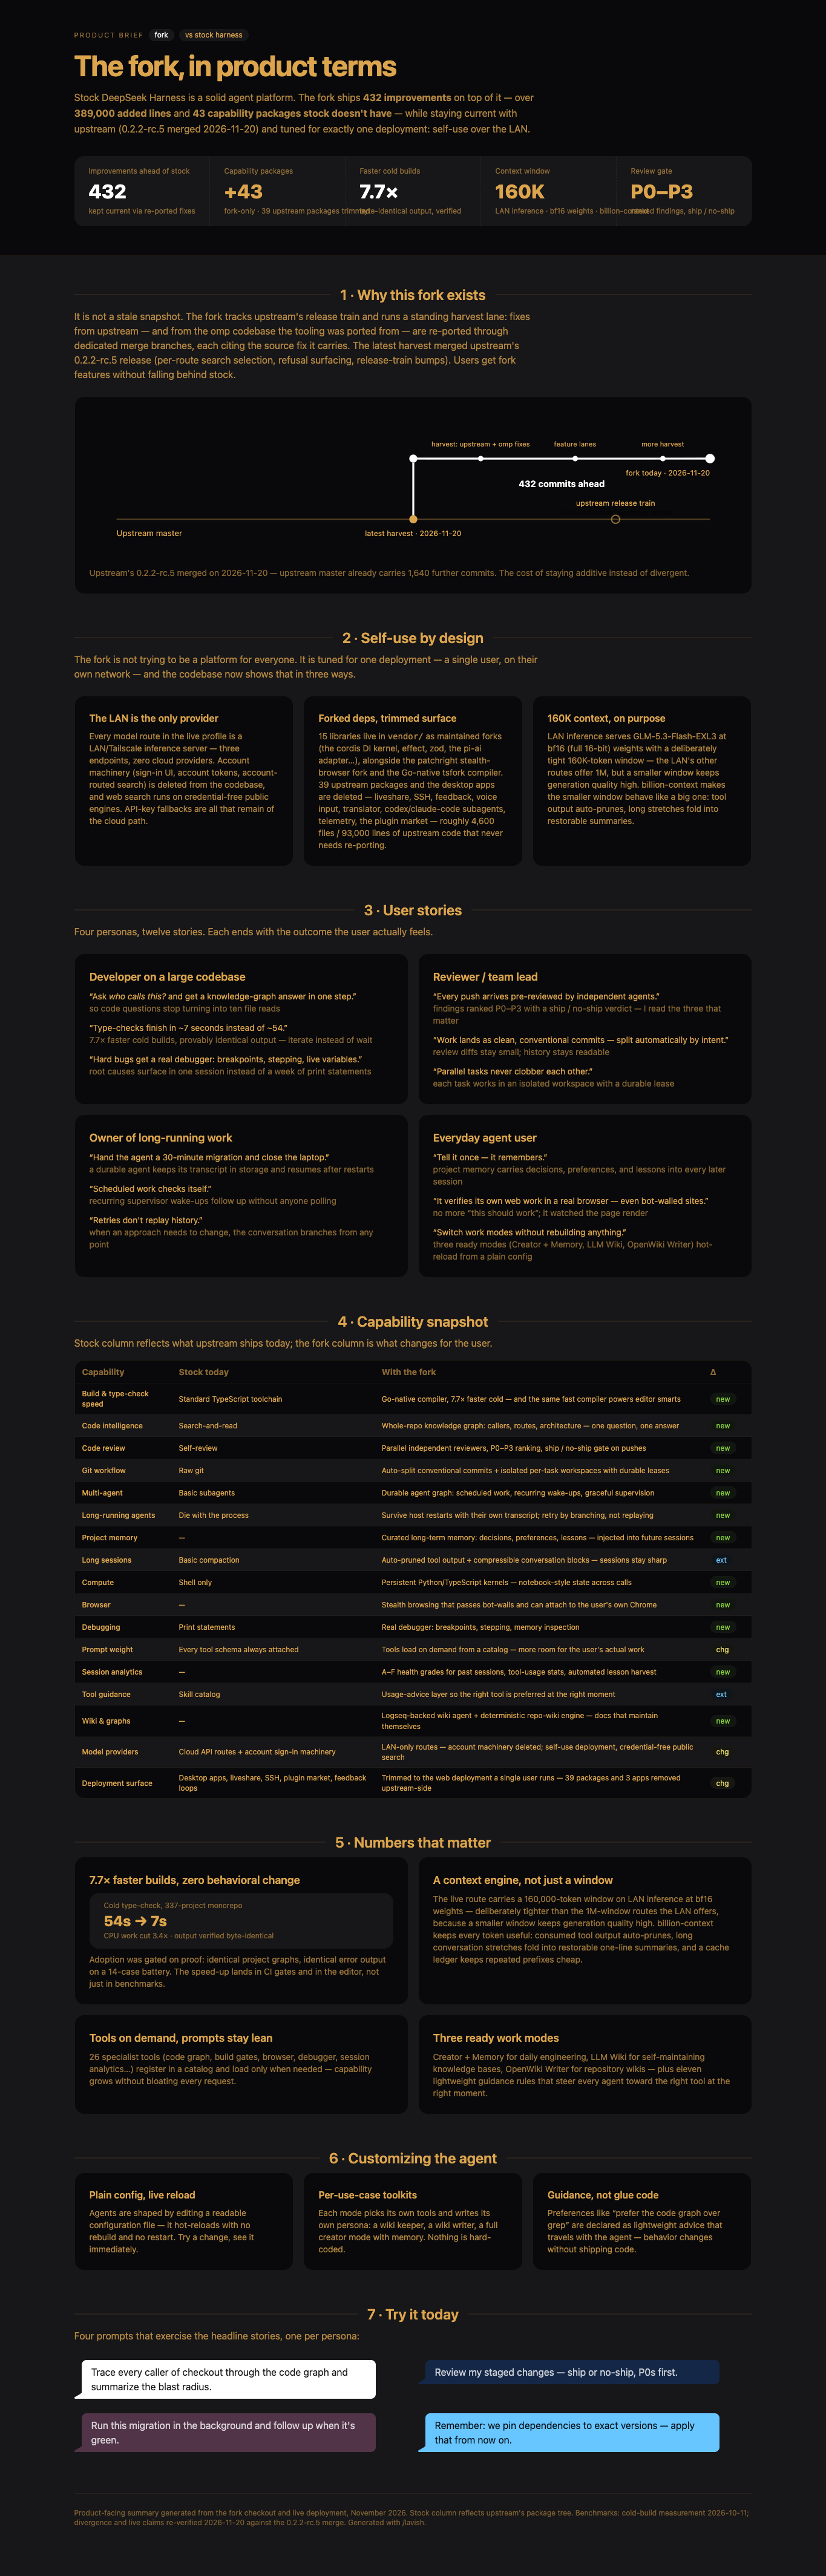 PRODUCT BRIEF fork vs stock harness
The fork, in product terms
Stock DeepSeek Harness is a solid agent platform. The fork ships 432 improvements on top of it — over
389,000 added lines and 43 capability packages stock doesn't have — while staying current with
upstream (0.2.2-rc.5 merged 2026-11-20) and tuned for exactly one deployment: self-use over the LAN.
Improvements ahead of stock
432
kept current via re-ported fixes
Capability packages
+43
fork-only · 39 upstream packages trimmed
Faster cold builds
7.7×
byte-identical output, verified
Context window
160K
LAN inference · bf16 weights · billion-context
Review gate
P0–P3
ranked findings, ship / no-ship
1 · Why this fork exists
It is not a stale snapshot. The fork tracks upstream's release train and runs a standing harvest lane: fixes
from upstream — and from the omp codebase the tooling was ported from — are re-ported through
dedicated merge branches, each citing the source fix it carries. The latest harvest merged upstream's
0.2.2-rc.5 release (per-route search selection, refusal surfacing, release-train bumps). Users get fork
features without falling behind stock.
harvest: upstream + omp fixes
feature lanes
more harvest
fork today · 2026-11-20
432 commits ahead
upstream release train
Upstream master
latest harvest · 2026-11-20
Upstream's 0.2.2-rc.5 merged on 2026-11-20 — upstream master already carries 1,640 further commits. The cost of staying additive instead of divergent.
2 · Self-use by design
The fork is not trying to be a platform for everyone. It is tuned for one deployment — a single user, on their
own network — and the codebase now shows that in three ways.
The LAN is the only provider
Every model route in the live profile is a
LAN/Tailscale inference server — three
endpoints, zero cloud providers. Account
machinery (sign-in UI, account tokens, account-
routed search) is deleted from the codebase,
and web search runs on credential-free public
engines. API-key fallbacks are all that remain of
the cloud path.
Forked deps, trimmed surface
15 libraries live in vendor/ as maintained forks
(the cordis DI kernel, effect, zod, the pi-ai
adapter…), alongside the patchright stealth-
browser fork and the Go-native tsfork compiler.
39 upstream packages and the desktop apps
are deleted — liveshare, SSH, feedback, voice
input, translator, codex/claude-code subagents,
telemetry, the plugin market — roughly 4,600
files / 93,000 lines of upstream code that never
needs re-porting.
160K context, on purpose
LAN inference serves GLM-5.3-Flash-EXL3 at
bf16 (full 16-bit) weights with a deliberately
tight 160K-token window — the LAN's other
routes offer 1M, but a smaller window keeps
generation quality high. billion-context makes
the smaller window behave like a big one: tool
output auto-prunes, long stretches fold into
restorable summaries.
3 · User stories
Four personas, twelve stories. Each ends with the outcome the user actually feels.
Developer on a large codebase
“Ask who calls this? and get a knowledge-graph answer in one step.”
so code questions stop turning into ten file reads
“Type-checks finish in ~7 seconds instead of ~54.”
7.7× faster cold builds, provably identical output — iterate instead of wait
“Hard bugs get a real debugger: breakpoints, stepping, live variables.”
root causes surface in one session instead of a week of print statements
Reviewer / team lead
“Every push arrives pre-reviewed by independent agents.”
findings ranked P0–P3 with a ship / no-ship verdict — I read the three that
matter
“Work lands as clean, conventional commits — split automatically by intent.”
review diffs stay small; history stays readable
“Parallel tasks never clobber each other.”
each task works in an isolated workspace with a durable lease
Owner of long-running work
“Hand the agent a 30-minute migration and close the laptop.”
a durable agent keeps its transcript in storage and resumes after restarts
“Scheduled work checks itself.”
recurring supervisor wake-ups follow up without anyone polling
“Retries don't replay history.”
when an approach needs to change, the conversation branches from any
point
Everyday agent user
“Tell it once — it remembers.”
project memory carries decisions, preferences, and lessons into every later
session
“It verifies its own web work in a real browser — even bot-walled sites.”
no more “this should work”; it watched the page render
“Switch work modes without rebuilding anything.”
three ready modes (Creator + Memory, LLM Wiki, OpenWiki Writer) hot-
reload from a plain config
4 · Capability snapshot
Stock column reflects what upstream ships today; the fork column is what changes for the user.
Capability Stock today With the fork Δ
Build & type-check
speed Standard TypeScript toolchain Go-native compiler, 7.7× faster cold — and the same fast compiler powers editor smarts new
Code intelligence Search-and-read Whole-repo knowledge graph: callers, routes, architecture — one question, one answer new
Code review Self-review Parallel independent reviewers, P0–P3 ranking, ship / no-ship gate on pushes new
Git workflow Raw git Auto-split conventional commits + isolated per-task workspaces with durable leases new
Multi-agent Basic subagents Durable agent graph: scheduled work, recurring wake-ups, graceful supervision new
Long-running agents Die with the process Survive host restarts with their own transcript; retry by branching, not replaying new
Project memory — Curated long-term memory: decisions, preferences, lessons — injected into future sessions new
Long sessions Basic compaction Auto-pruned tool output + compressible conversation blocks — sessions stay sharp ext
Compute Shell only Persistent Python/TypeScript kernels — notebook-style state across calls new
Browser — Stealth browsing that passes bot-walls and can attach to the user's own Chrome new
Debugging Print statements Real debugger: breakpoints, stepping, memory inspection new
Prompt weight Every tool schema always attached Tools load on demand from a catalog — more room for the user's actual work chg
Session analytics — A–F health grades for past sessions, tool-usage stats, automated lesson harvest new
Tool guidance Skill catalog Usage-advice layer so the right tool is preferred at the right moment ext
Wiki & graphs — Logseq-backed wiki agent + deterministic repo-wiki engine — docs that maintain
themselves new
Model providers Cloud API routes + account sign-in machinery LAN-only routes — account machinery deleted; self-use deployment, credential-free public
search chg
Deployment surface Desktop apps, liveshare, SSH, plugin market, feedback
loops Trimmed to the web deployment a single user runs — 39 packages and 3 apps removed
upstream-side chg
5 · Numbers that matter
7.7× faster builds, zero behavioral change
Cold type-check, 337-project monorepo
54s → 7s
CPU work cut 3.4× · output verified byte-identical
Adoption was gated on proof: identical project graphs, identical error output
on a 14-case battery. The speed-up lands in CI gates and in the editor, not
just in benchmarks.
A context engine, not just a window
The live route carries a 160,000-token window on LAN inference at bf16
weights — deliberately tighter than the 1M-window routes the LAN offers,
because a smaller window keeps generation quality high. billion-context
keeps every token useful: consumed tool output auto-prunes, long
conversation stretches fold into restorable one-line summaries, and a cache
ledger keeps repeated prefixes cheap.
Tools on demand, prompts stay lean
26 specialist tools (code graph, build gates, browser, debugger, session
analytics…) register in a catalog and load only when needed — capability
grows without bloating every request.
Three ready work modes
Creator + Memory for daily engineering, LLM Wiki for self-maintaining
knowledge bases, OpenWiki Writer for repository wikis — plus eleven
lightweight guidance rules that steer every agent toward the right tool at the
right moment.
6 · Customizing the agent
Plain config, live reload
Agents are shaped by editing a readable
configuration file — it hot-reloads with no
rebuild and no restart. Try a change, see it
immediately.
Per-use-case toolkits
Each mode picks its own tools and writes its
own persona: a wiki keeper, a wiki writer, a full
creator mode with memory. Nothing is hard-
coded.
Guidance, not glue code
Preferences like “prefer the code graph over
grep” are declared as lightweight advice that
travels with the agent — behavior changes
without shipping code.
7 · Try it today
Four prompts that exercise the headline stories, one per persona:
Trace every caller of checkout through the code graph and
summarize the blast radius.
Review my staged changes — ship or no-ship, P0s first.
Run this migration in the background and follow up when it's
green.
Remember: we pin dependencies to exact versions — apply
that from now on.
Product-facing summary generated from the fork checkout and live deployment, November 2026. Stock column reflects upstream's package tree. Benchmarks: cold-build measurement 2026-10-11;
divergence and live claims re-verified 2026-11-20 against the 0.2.2-rc.5 merge. Generated with /lavish.